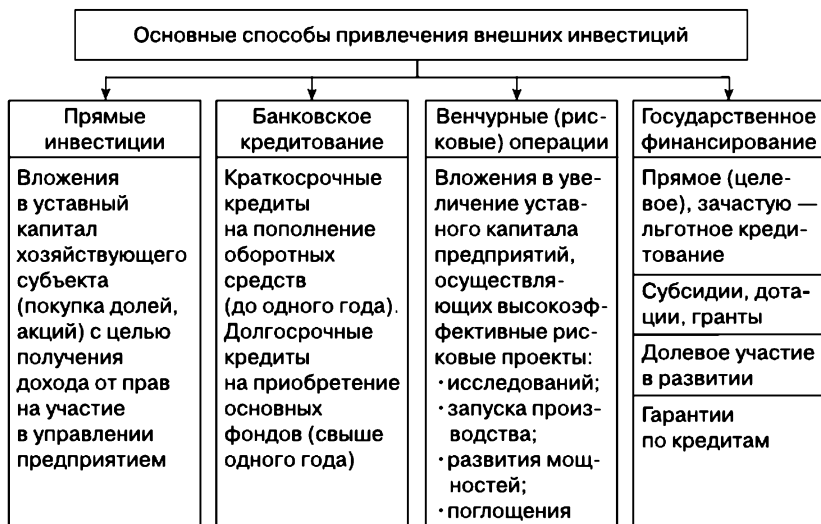 Основные способы привлечения внешних инвестиций
Прямые
инвестиции
Вложения
в уставный
капитал
хозяйствующего
субъекта
(покупка долей,
акций) с целью
получения
дохода от прав
на участие
в управлении
предприятием
Банковское
кредитование
Краткосрочные
кредиты
на пополнение
оборотных
средств
(до одного года).
Долгосрочные
кредиты
на приобретение
основных
фондов (свыше
одного года)
Венчурные (рис-
ковые) операции
Вложения в уве-
личение устав-
ного капитала
предприятий,
осуществля-
ющих высокоэф-
фективные рис-
ковые проекты:
· исследований;
· запуска произ-
водства;
· развития мощ-
ностей;
· поглощения
Государственное
финансирование
Прямое (целе-
вое), зачастую —
льготное креди-
тование
Субсидии, дота-
ции, гранты
Долевое участие
в развитии
Гарантии
по кредитам